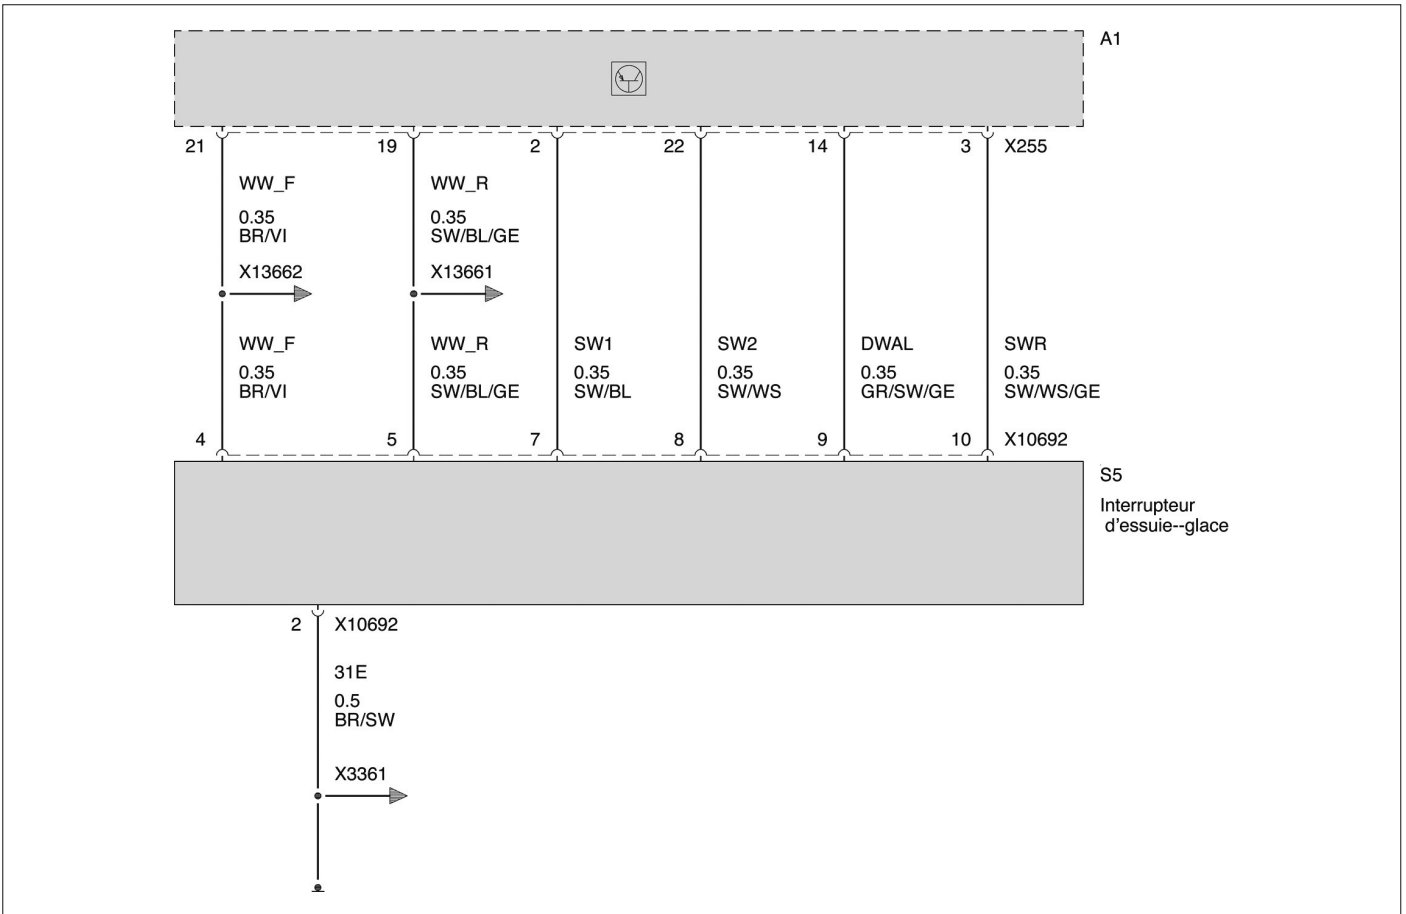 A1
21 19 2 22 14 3 X255
WW_F WW_R
0.35 0.35
BR/VI SW/BL/GE
X13662 X13661
WW_F WW_R SW1 SW2 DWAL SWR
0.35 0.35 0.35 0.35 0.35 0.35
BR/VI SW/BL/GE SW/BL SW/WS GR/SW/GE SW/WS/GE
4 5 7 8 9 10 X10692
S5
Interrupteur
d'essuie--glace
2 X10692
31E
0.5
BR/SW
X3361